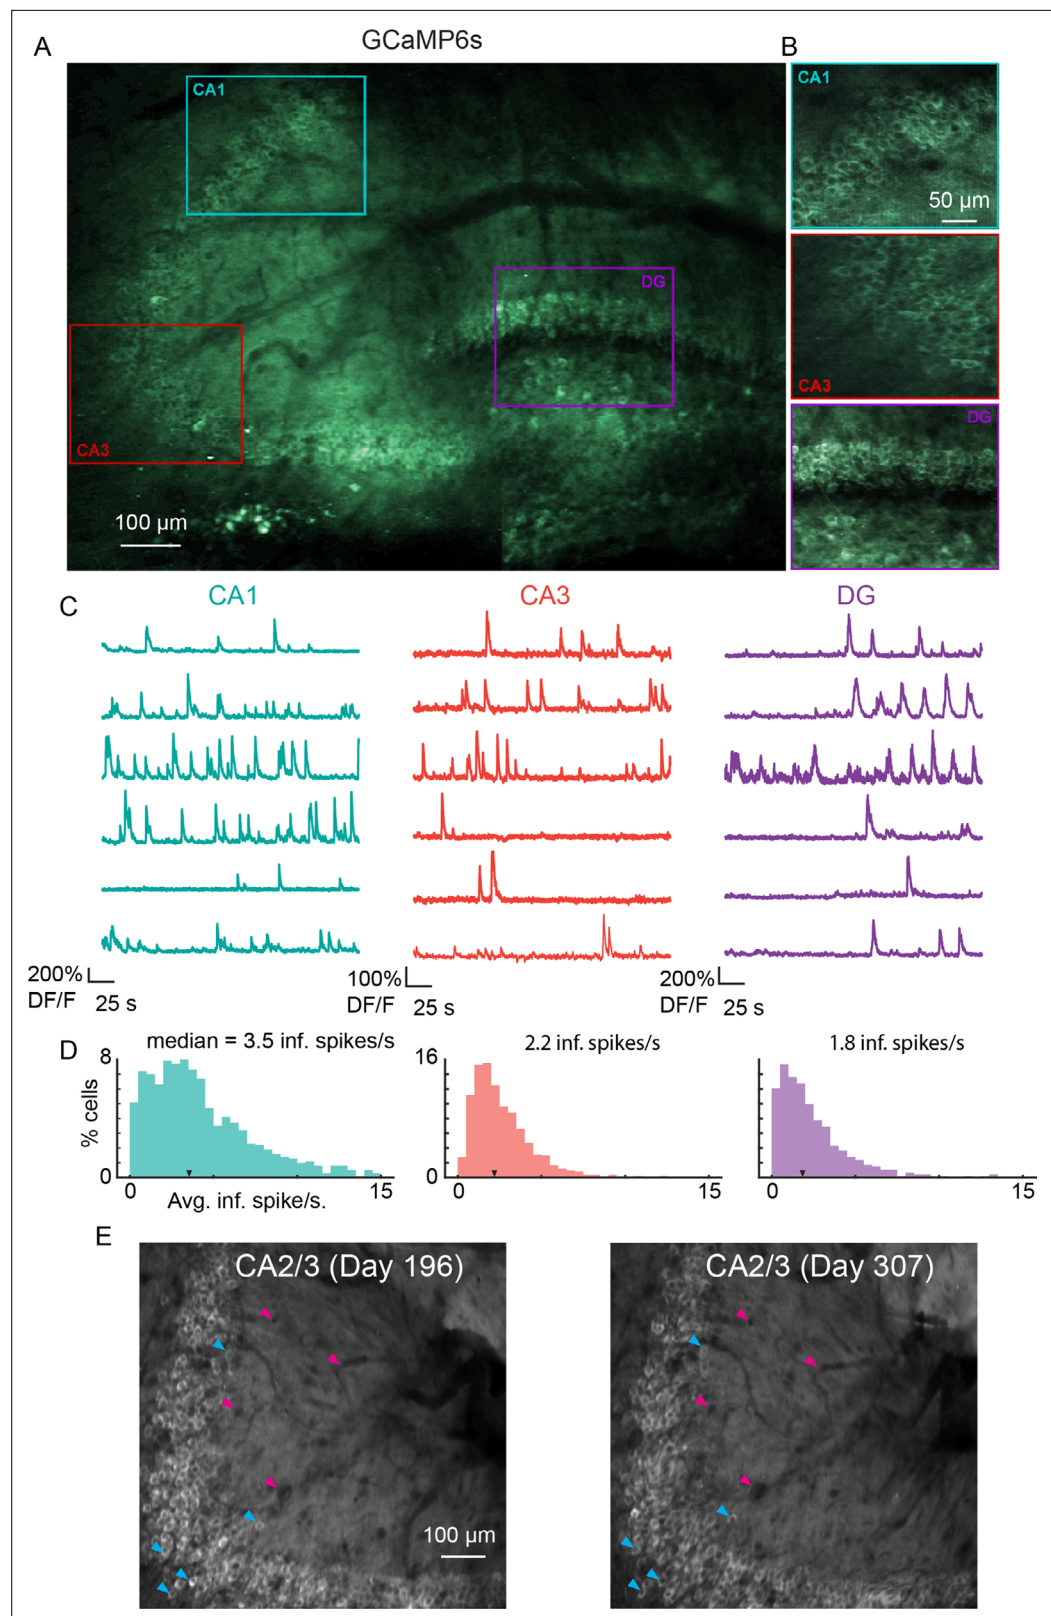 A
GCaMP6s
B
CA1
CA1
50 µm
DG
CA3
CA3
DG
100 µm
C
CA1
CA3
DG
200%
DF/F
25 s
100%
DF/F
25 s
200%
DF/F
25 s
D
median = 3.5 inf. spikes/s
2.2 inf. spikes/s
1.8 inf. spikes/s
8
% cells
0
16
0
0
15
Avg. inf. spike/s.
0
15
0
15
E
CA2/3 (Day 196)
CA2/3 (Day 307)
100 µm